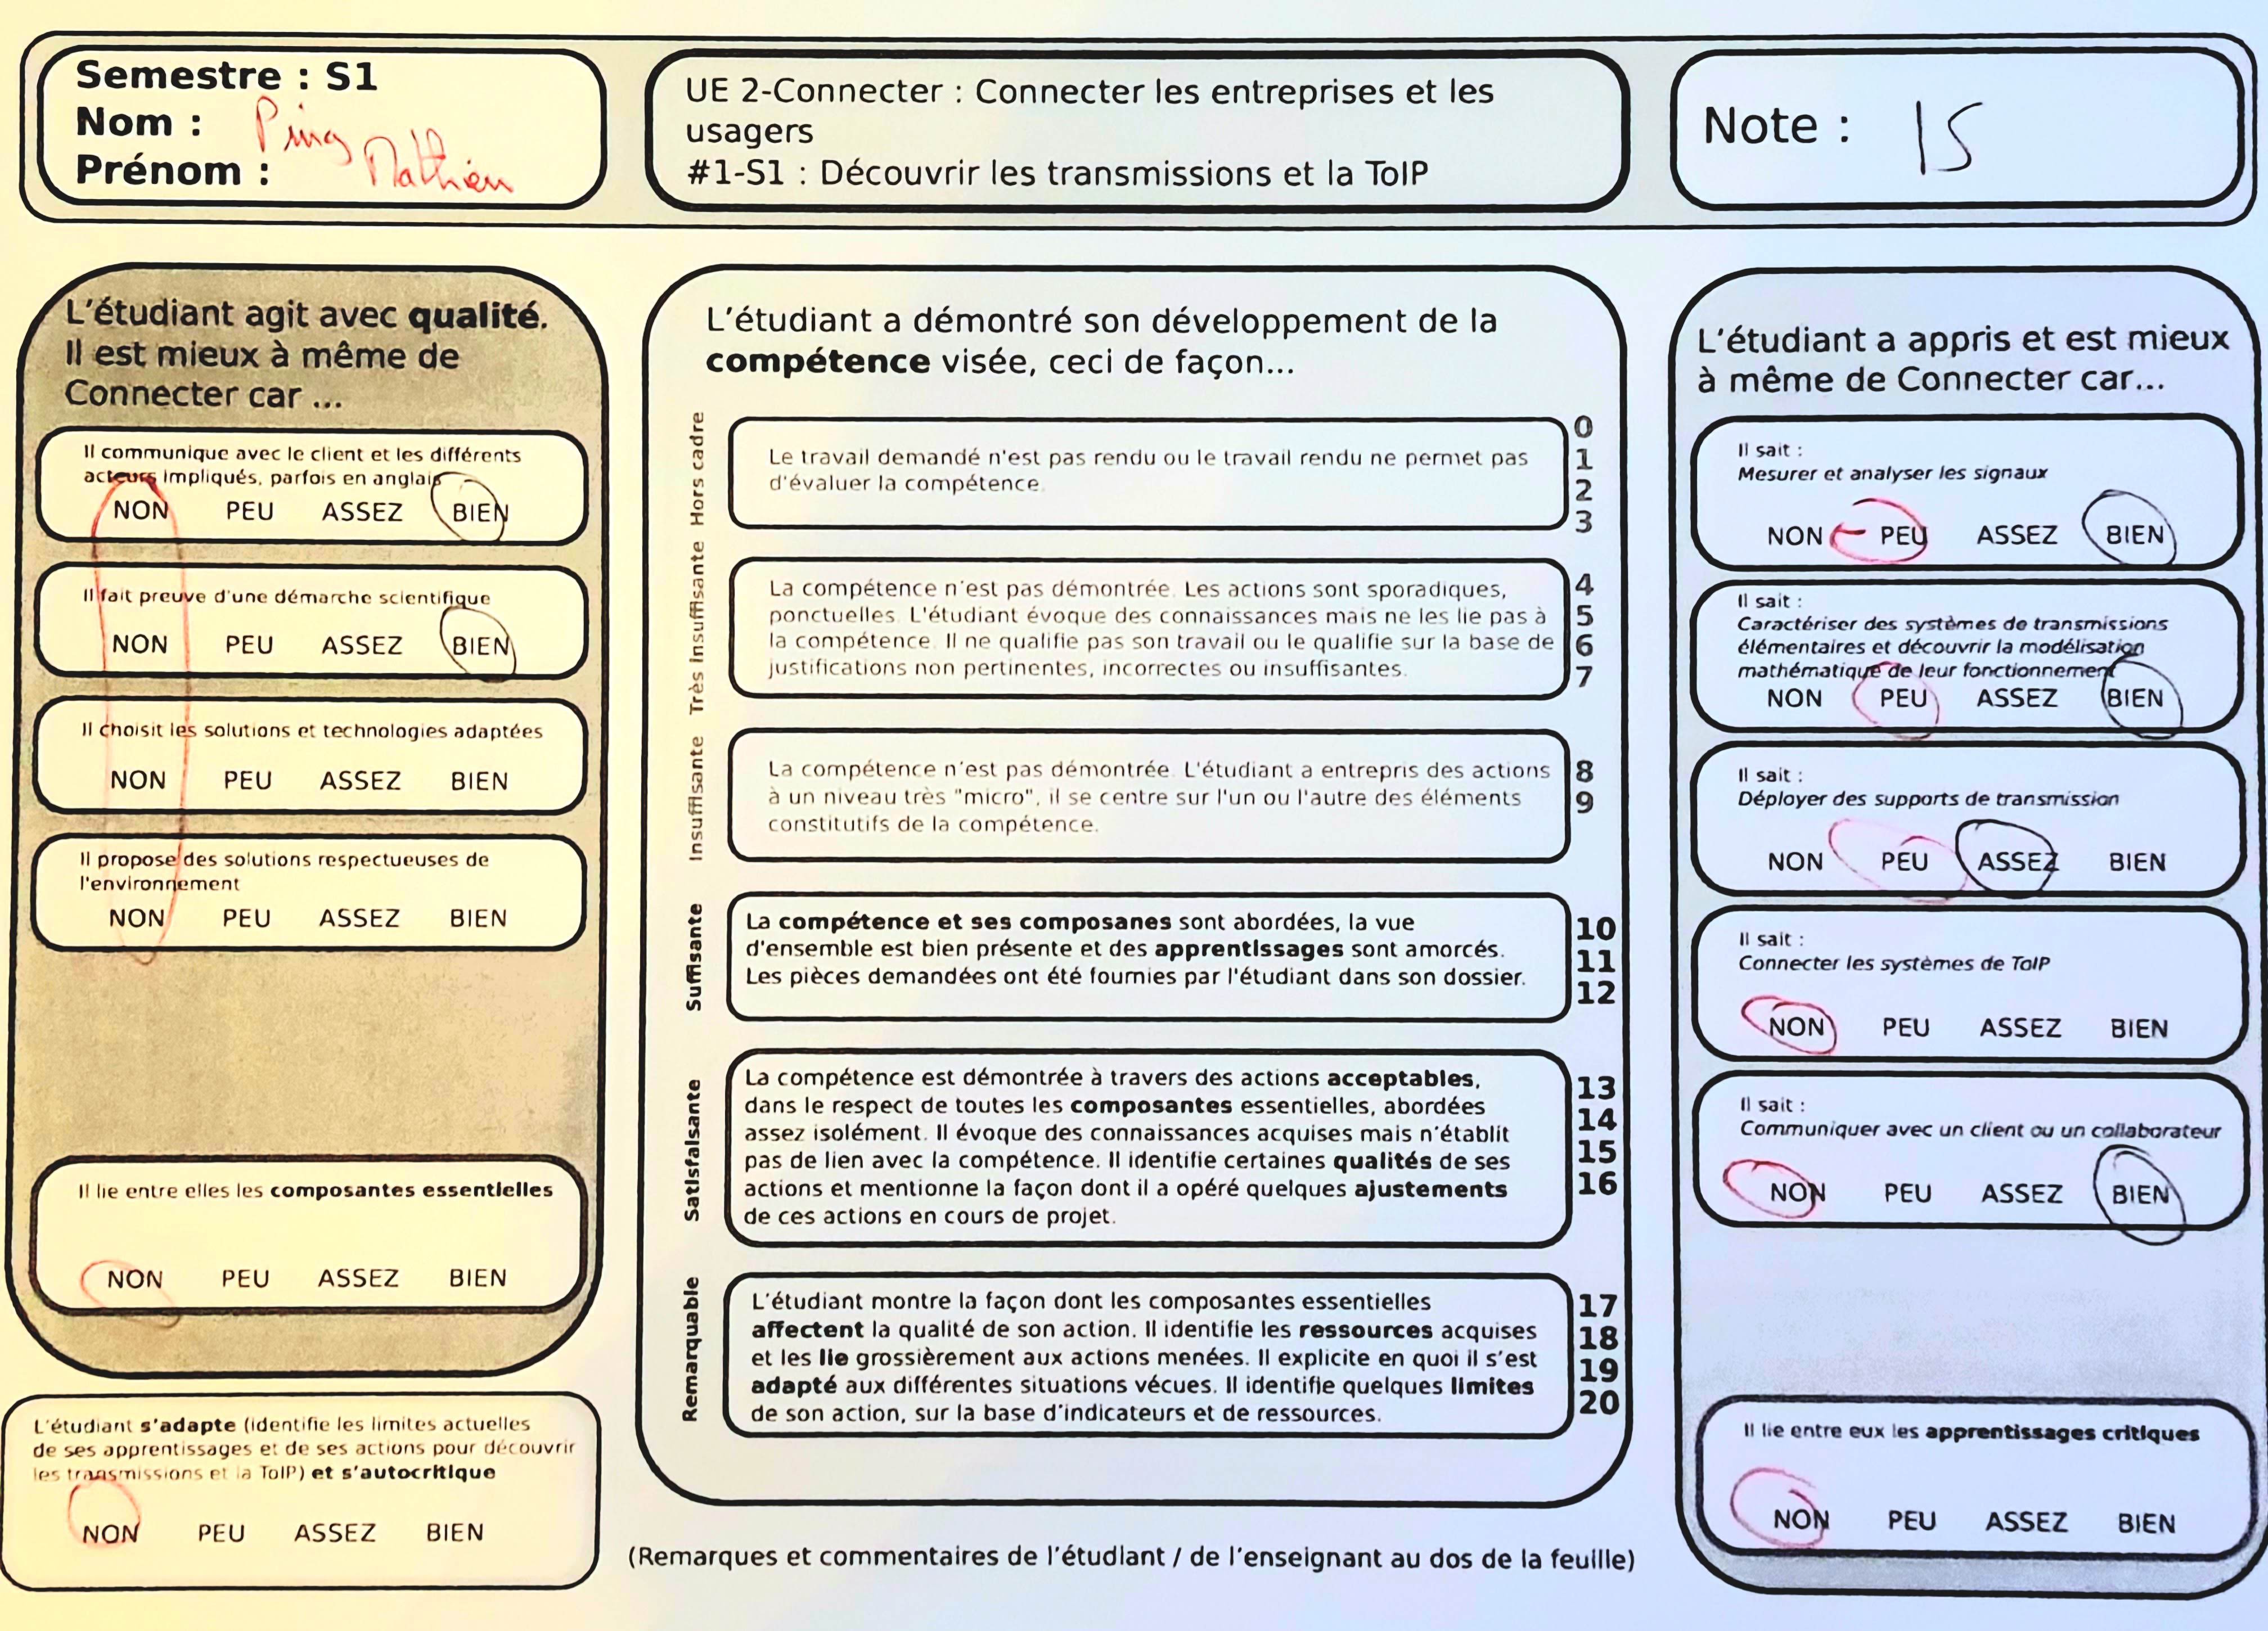 Semestre : S1
Nom : Ping
Prénom : Mathieu
UE 2-Connecter : Connecter les entreprises et les
usagers
#1-S1 : Découvrir les transmissions et la ToIP
Note : 15
L'étudiant agit avec qualité.
Il est mieux à même de
Connecter car ...
Il communique avec le client et les différents
acteurs impliqués, parfois en anglais
NON PEU ASSEZ BIEN
Il fait preuve d'une démarche scientifique
NON PEU ASSEZ BIEN
Il choisit les solutions et technologies adaptées
NON PEU ASSEZ BIEN
Il propose des solutions respectueuses de
l'environnement
NON PEU ASSEZ BIEN
Il lie entre elles les composantes essentielles
NON PEU ASSEZ BIEN
L'étudiant s'adapte (identifie les limites actuelles
de ses apprentissages et de ses actions pour découvrir
les transmissions et la ToIP) et s'autocritique
NON PEU ASSEZ BIEN
L'étudiant a démontré son développement de la
compétence visée, ceci de façon...
Hors cadre
Le travail demandé n'est pas rendu ou le travail rendu ne permet pas
d'évaluer la compétence.
0
1
2
3
Très insuffisante
La compétence n'est pas démontrée. Les actions sont sporadiques,
ponctuelles. L'étudiant évoque des connaissances mais ne les lie pas à
la compétence. Il ne qualifie pas son travail ou le qualifie sur la base de
justifications non pertinentes, incorrectes ou insuffisantes.
4
5
6
7
Insuffisante
La compétence n'est pas démontrée. L'étudiant a entrepris des actions
à un niveau très "micro", il se centre sur l'un ou l'autre des éléments
constitutifs de la compétence.
8
9
Suffisante
La compétence et ses composanes sont abordées, la vue
d'ensemble est bien présente et des apprentissages sont amorcés.
Les pièces demandées ont été fournies par l'étudiant dans son dossier.
10
11
12
Satisfaisante
La compétence est démontrée à travers des actions acceptables,
dans le respect de toutes les composantes essentielles, abordées
assez isolément. Il évoque des connaissances acquises mais n'établit
pas de lien avec la compétence. Il identifie certaines qualités de ses
actions et mentionne la façon dont il a opéré quelques ajustements
de ces actions en cours de projet.
13
14
15
16
Remarquable
L'étudiant montre la façon dont les composantes essentielles
affectent la qualité de son action. Il identifie les ressources acquises
et les lie grossièrement aux actions menées. Il explicite en quoi il s'est
adapté aux différentes situations vécues. Il identifie quelques limites
de son action, sur la base d'indicateurs et de ressources.
17
18
19
20
(Remarques et commentaires de l'étudiant / de l'enseignant au dos de la feuille)
L'étudiant a appris et est mieux
à même de Connecter car...
Il sait :
Mesurer et analyser les signaux
NON PEU ASSEZ BIEN
Il sait :
Caractériser des systèmes de transmissions
élémentaires et découvrir la modélisation
mathématique de leur fonctionnement
NON PEU ASSEZ BIEN
Il sait :
Déployer des supports de transmission
NON PEU ASSEZ BIEN
Il sait :
Connecter les systèmes de ToIP
NON PEU ASSEZ BIEN
Il sait :
Communiquer avec un client ou un collaborateur
NON PEU ASSEZ BIEN
Il lie entre eux les apprentissages critiques
NON PEU ASSEZ BIEN